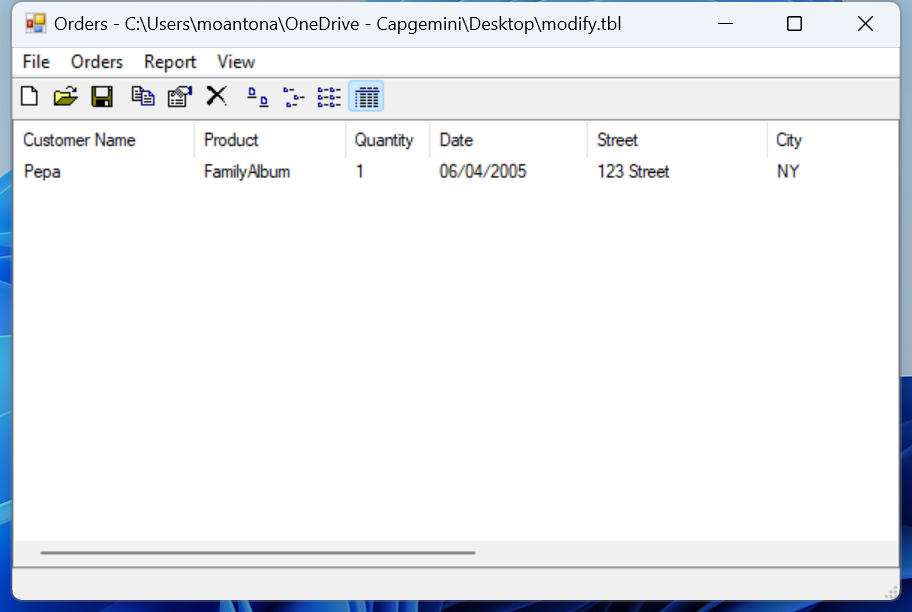 Orders - C:\Users\moantona\OneDrive - Capgemini\Desktop\modify.tbl
File Orders Report View
Customer Name Product Quantity Date Street City
Pepa FamilyAlbum 1 06/04/2005 123 Street NY